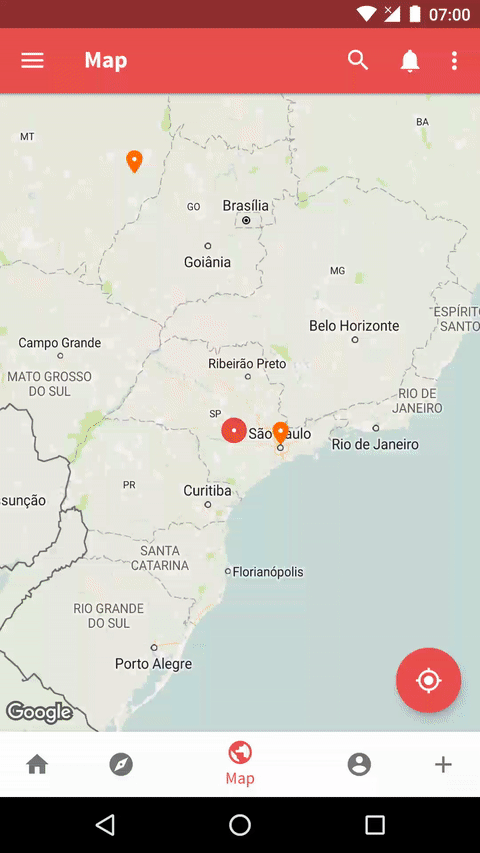 07:00
Map
BA
MT
GO
Brasília
Goiânia
MG
ESPÍRIT
SANTO
Belo Horizonte
Campo Grande
Ribeirão Preto
MATO GROSSO
DO SUL
RIO DE
JANEIRO
SP
São Paulo
Rio de Janeiro
PR
Curitiba
ssunção
SANTA
CATARINA
Florianópolis
RIO GRANDE
DO SUL
Porto Alegre
Google
Map